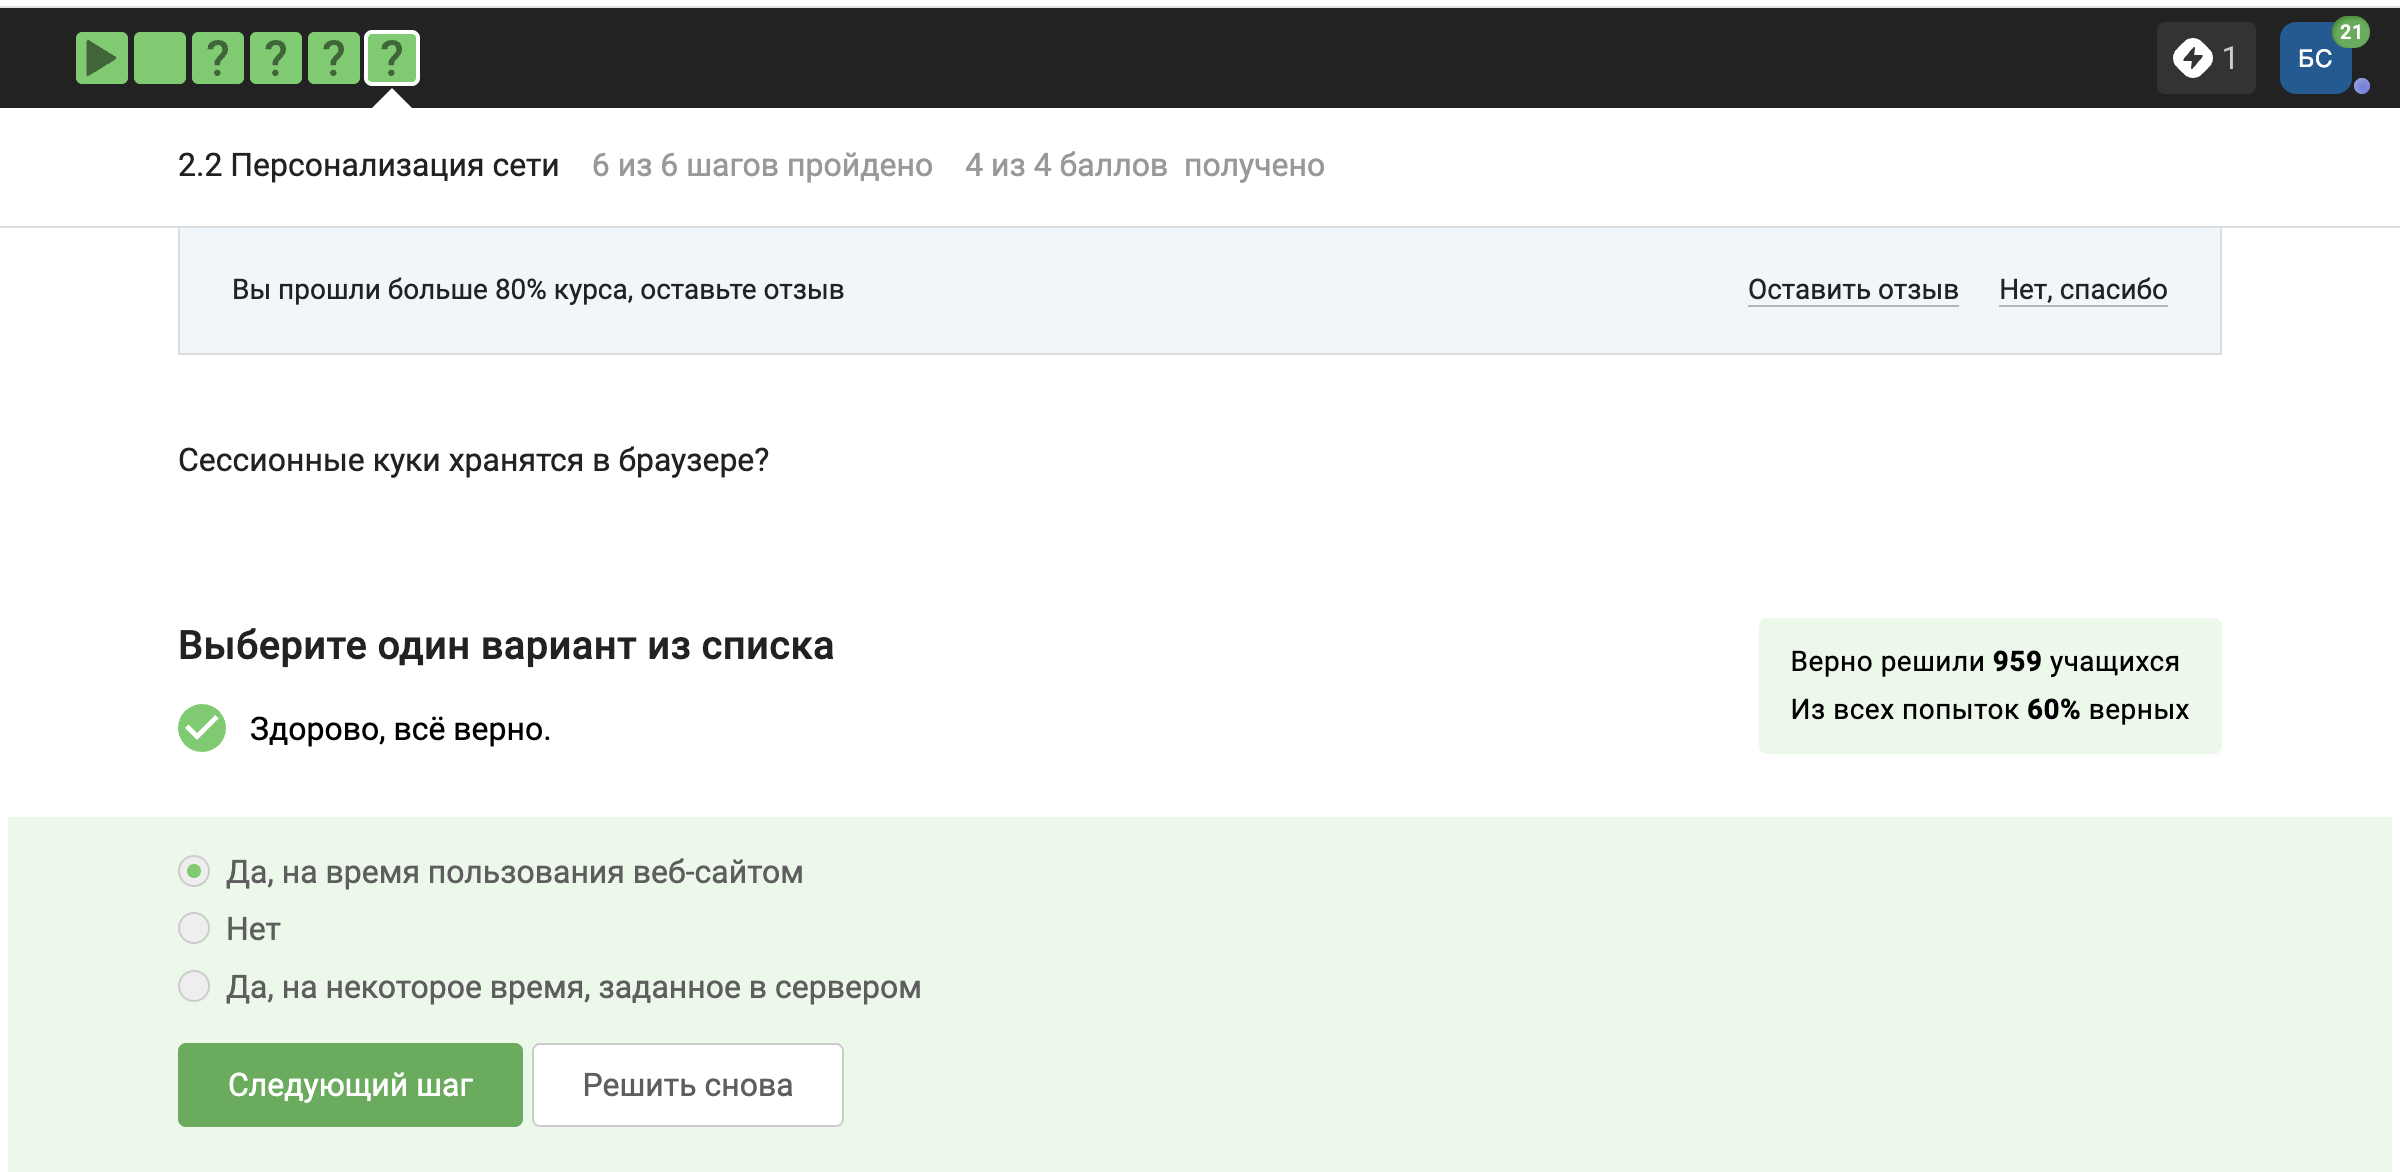 ? ? ? ?
1
БС
21
2.2 Персонализация сети 6 из 6 шагов пройдено 4 из 4 баллов получено
Вы прошли больше 80% курса, оставьте отзыв
Оставить отзыв Нет, спасибо
Сессионные куки хранятся в браузере?
Выберите один вариант из списка
Здорово, всё верно.
Верно решили 959 учащихся
Из всех попыток 60% верных
Да, на время пользования веб-сайтом
Нет
Да, на некоторое время, заданное в сервером
Следующий шаг Решить снова